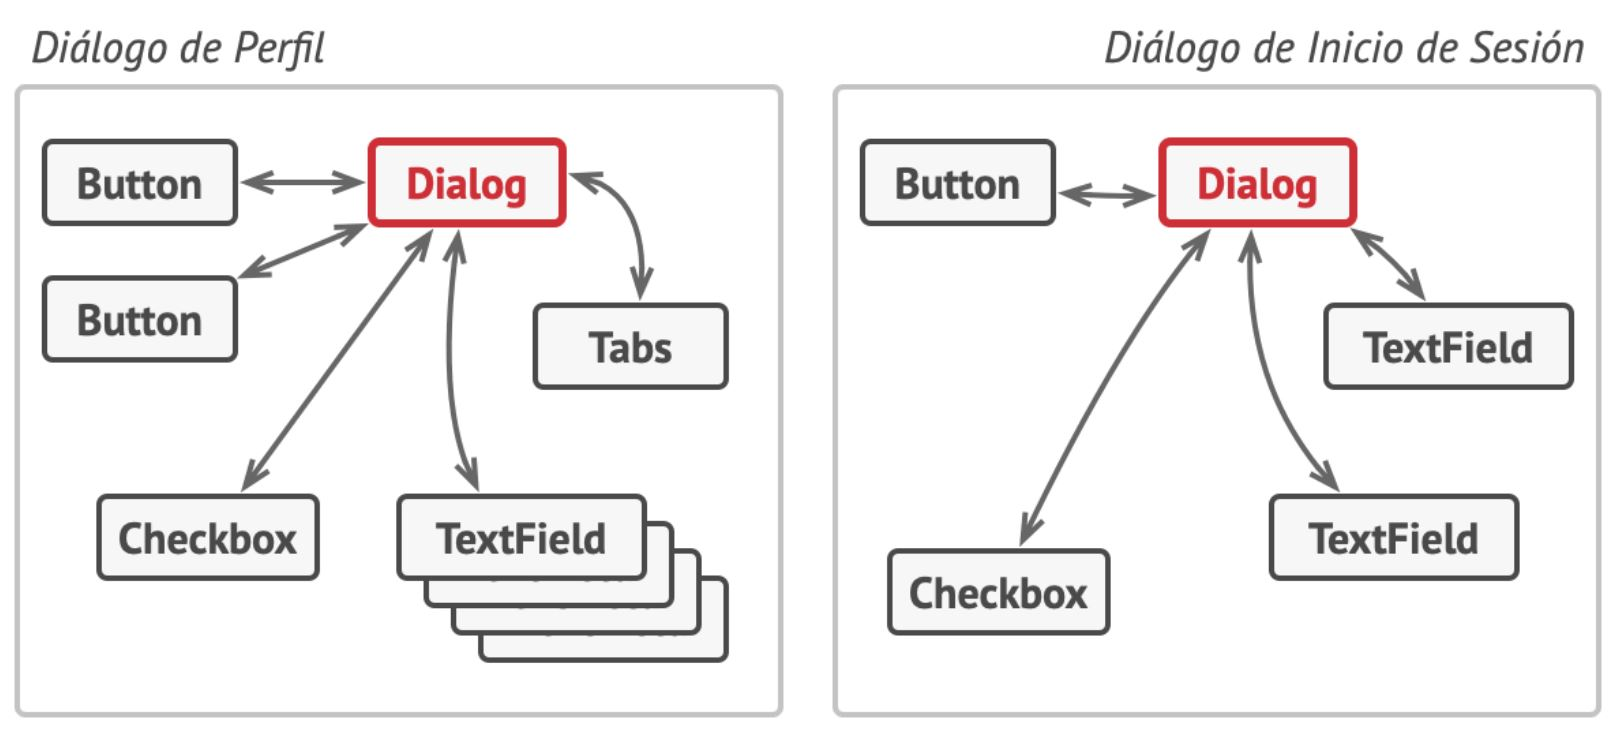 Diálogo de Perfil
Button
Dialog
Button
Tabs
Checkbox
TextField
Diálogo de Inicio de Sesión
Button
Dialog
TextField
TextField
Checkbox